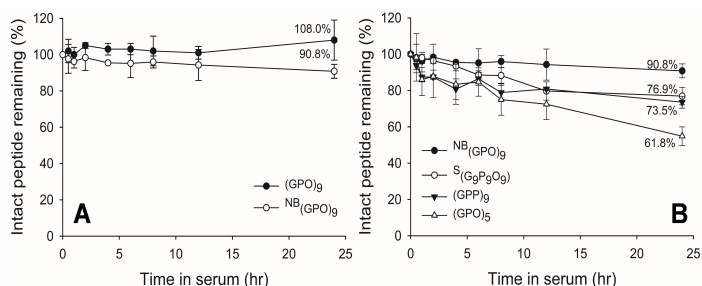 120
100
80
60
40
20
0
Intact peptide remaining (%)
108.0%
90.8%
(GPO)9
NB(GPO)9
A
0 5 10 15 20 25
Time in serum (hr)
120
100
80
60
40
20
0
Intact peptide remaining (%)
90.8%
76.9%
73.5%
61.8%
NB(GPO)9
S(G9P9O9)
(GPP)9
(GPO)5
B
0 5 10 15 20 25
Time in serum (hr)